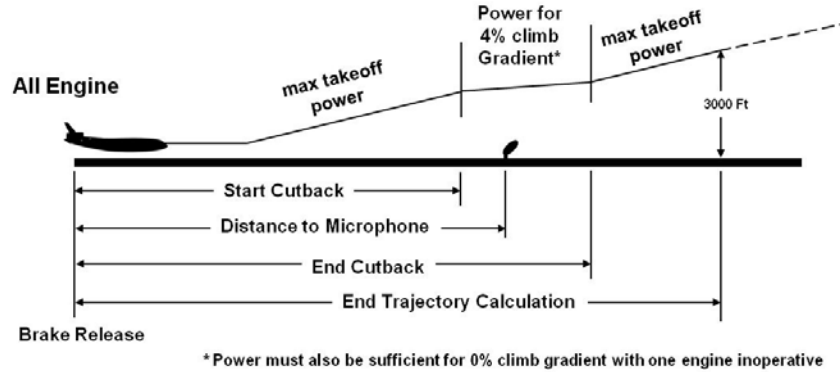 Power for
4% climb
Gradient*
max takeoff
power
max takeoff
power
All Engine
3000 Ft
Start Cutback
Distance to Microphone
End Cutback
End Trajectory Calculation
Brake Release
* Power must also be sufficient for 0% climb gradient with one engine inoperative